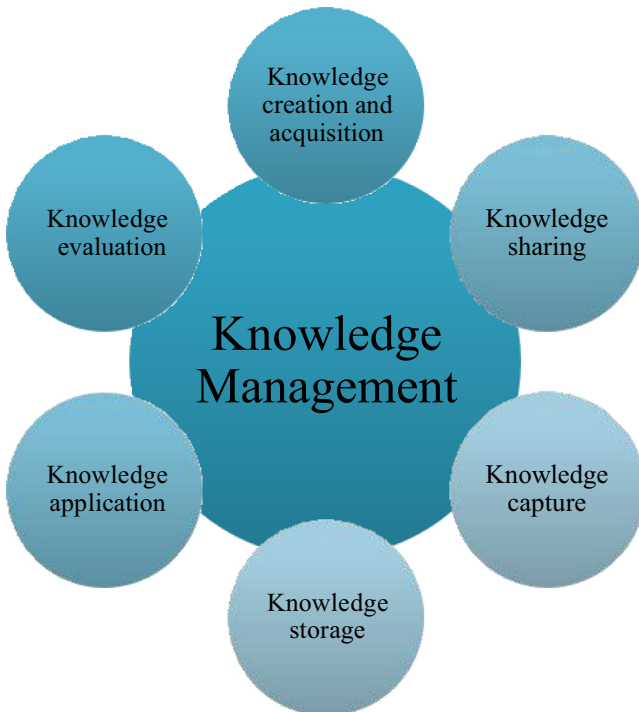 Knowledge
creation and
acquisition
Knowledge
sharing
Knowledge
capture
Knowledge
storage
Knowledge
application
Knowledge
evaluation
Knowledge
Management